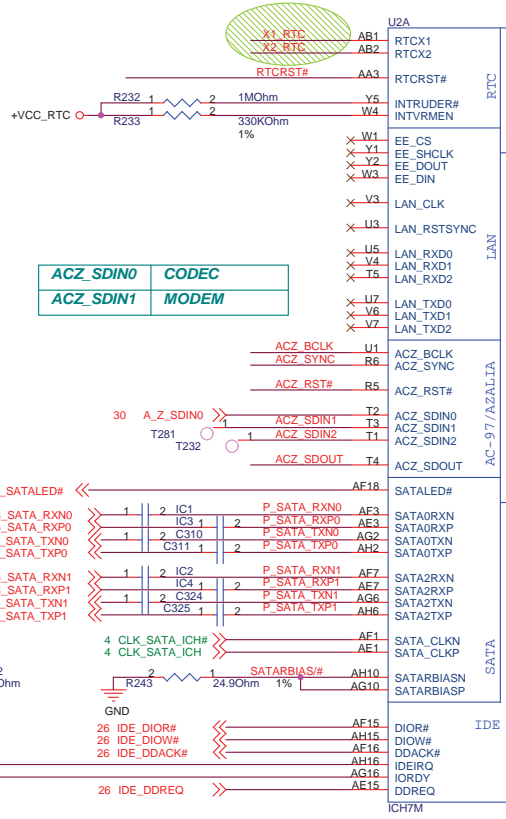 U2A
X1_RTC AB1 RTCX1
X2_RTC AB2 RTCX2
RTCRST# AA3 RTCRST#
RTC
R232 1 2 1MOhm Y5 INTRUDER#
+VCC_RTC W4 INTVRMEN
R233 1 2 330KOhm
1%
W1 EE_CS
Y1 EE_SHCLK
Y2 EE_DOUT
W3 EE_DIN
V3 LAN_CLK
U3 LAN_RSTSYNC
LAN
U5 LAN_RXD0
V4 LAN_RXD1
T5 LAN_RXD2
ACZ_SDIN0 CODEC
ACZ_SDIN1 MODEM
U7 LAN_TXD0
V6 LAN_TXD1
V7 LAN_TXD2
ACZ_BCLK U1 ACZ_BCLK
ACZ_SYNC R6 ACZ_SYNC
ACZ_RST# R5 ACZ_RST#
AC-97/AZALIA
30 A_Z_SDIN0 T2 ACZ_SDIN0
ACZ_SDIN1 T3 ACZ_SDIN1
T281 1 ACZ_SDIN2 T1 ACZ_SDIN2
T232 1
ACZ_SDOUT T4 ACZ_SDOUT
_SATALED# AF18 SATALED#
_SATA_RXN0 1 2 IC1 P_SATA_RXN0 AF3 SATA0RXN
_SATA_RXP0 IC3 1 2 P_SATA_RXP0 AE3 SATA0RXP
_SATA_TXN0 1 2 C310 P_SATA_TXN0 AG2 SATA0TXN
_SATA_TXP0 C311 1 2 P_SATA_TXP0 AH2 SATA0TXP
_SATA_RXN1 1 2 IC2 P_SATA_RXN1 AF7 SATA2RXN
_SATA_RXP1 IC4 1 2 P_SATA_RXP1 AE7 SATA2RXP
_SATA_TXN1 1 2 C324 P_SATA_TXN1 AG6 SATA2TXN
_SATA_TXP1 C325 1 2 P_SATA_TXP1 AH6 SATA2TXP
4 CLK_SATA_ICH# AF1 SATA_CLKN
4 CLK_SATA_ICH AE1 SATA_CLKP
SATA
2 1 SATARBIAS/# AH10 SATARBIASN
R243 24.9Ohm 1% AG10 SATARBIASP
GND
IDE
26 IDE_DIOR# AF15 DIOR#
26 IDE_DIOW# AH15 DIOW#
26 IDE_DDACK# AF16 DDACK#
AH16 IDEIRQ
AG16 IORDY
26 IDE_DDREQ AE15 DDREQ
ICH7M